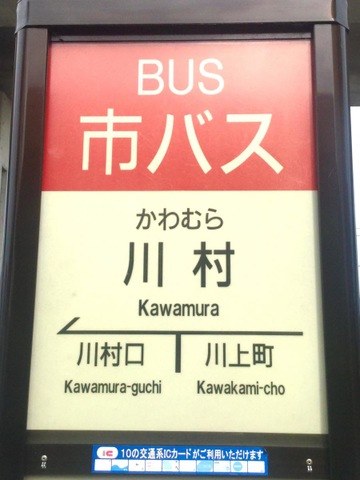 BUS
市バス
かわむら
川村
Kawamura
川村口 川上町
Kawamura-guchi Kawakami-cho
IC 10の交通系ICカードがご利用いただけます